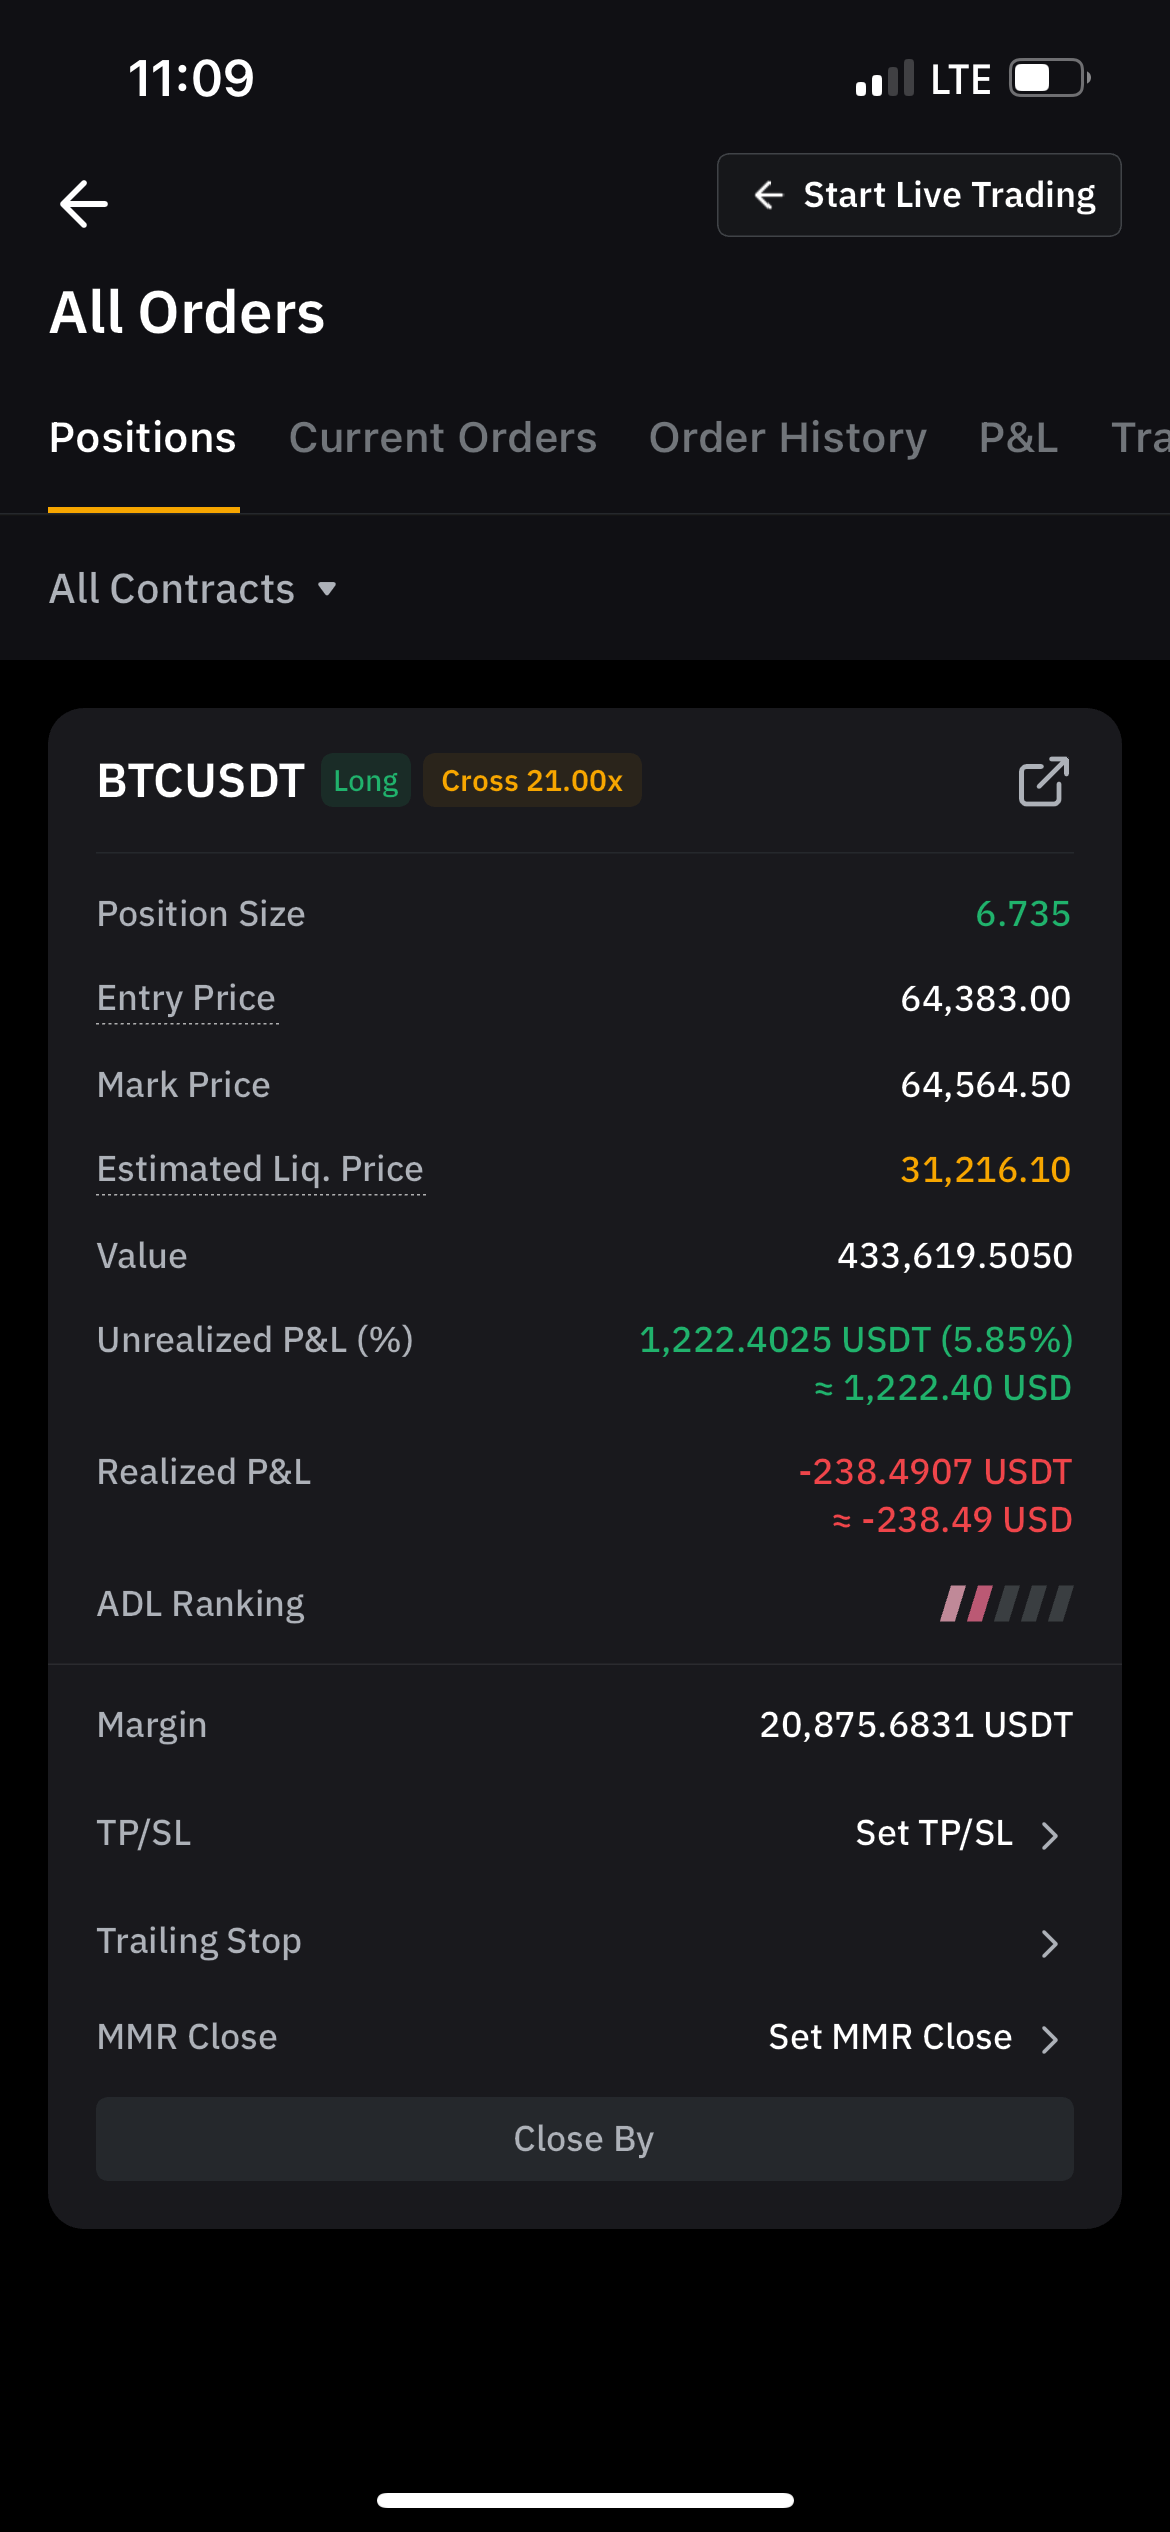 11:09
LTE
← Start Live Trading
All Orders
Positions Current Orders Order History P&L Tra
All Contracts
BTCUSDT Long Cross 21.00x
Position Size 6.735
Entry Price 64,383.00
Mark Price 64,564.50
Estimated Liq. Price 31,216.10
Value 433,619.5050
Unrealized P&L (%) 1,222.4025 USDT (5.85%)
≈ 1,222.40 USD
Realized P&L -238.4907 USDT
≈ -238.49 USD
ADL Ranking
Margin 20,875.6831 USDT
TP/SL Set TP/SL
Trailing Stop
MMR Close Set MMR Close
Close By